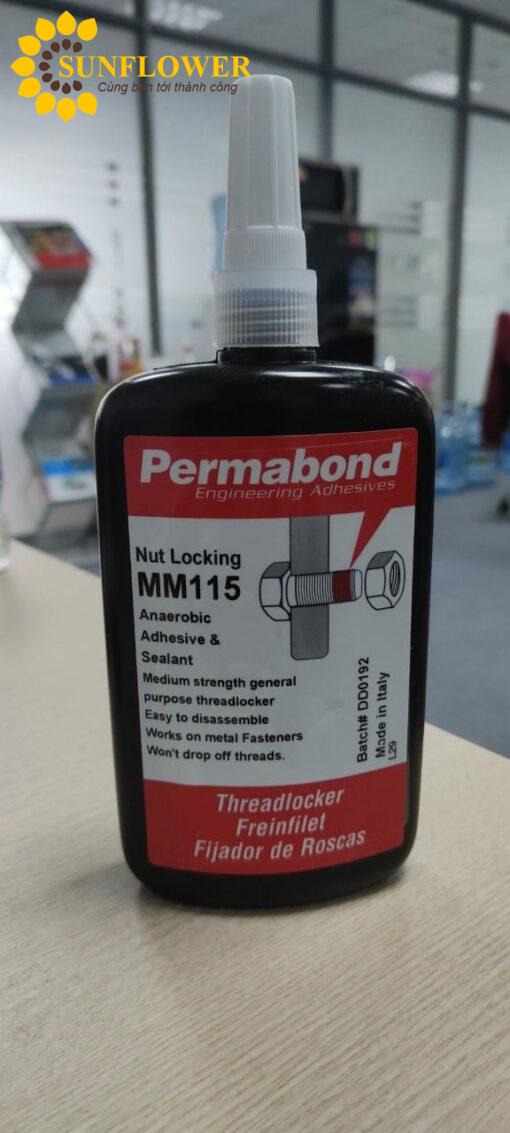 SUNFLOWER
Cùng bạn tới thành công
Permabond
Engineering Adhesives
Nut Locking
MM115
Anaerobic
Adhesive &
Sealant
Medium strength general
purpose threadlocker
Easy to disassemble
Works on metal Fasteners
Won't drop off threads.
Batch# DD0192
Made in Italy
L29
Threadlocker
Freinfilet
Fijador de Roscas